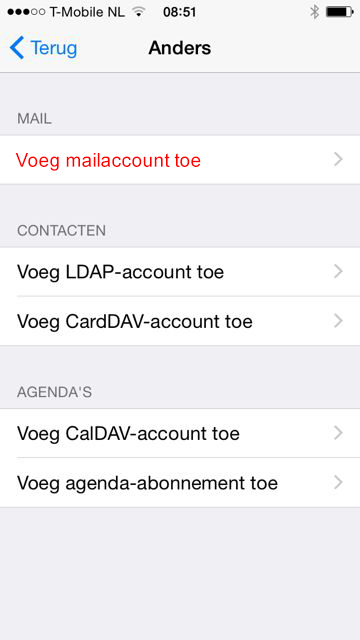 T-Mobile NL 08:51
Terug Anders
MAIL
Voeg mailaccount toe
CONTACTEN
Voeg LDAP-account toe
Voeg CardDAV-account toe
AGENDA'S
Voeg CalDAV-account toe
Voeg agenda-abonnement toe